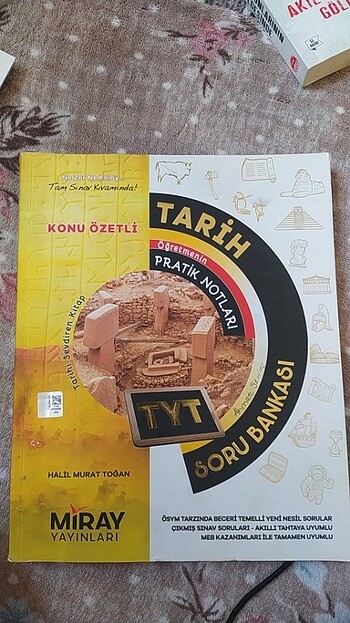 Ne Zor Ne Kolay...
Tam Sınav Kıvamında!
KONU ÖZETLİ
TARİH
Öğretmenin
PRATİK NOTLARI
Tarihi Sevdiren Kitap
TYT
SORU BANKASI
HALİL MURAT TOĞAN
MİRAY
YAYINLARI
ÖSYM TARZINDA BECERİ TEMELLİ YENİ NESİL SORULAR
ÇIKMIŞ SINAV SORULARI - AKILLI TAHTAYA UYUMLU
MEB KAZANIMLARI İLE TAMAMEN UYUMLU